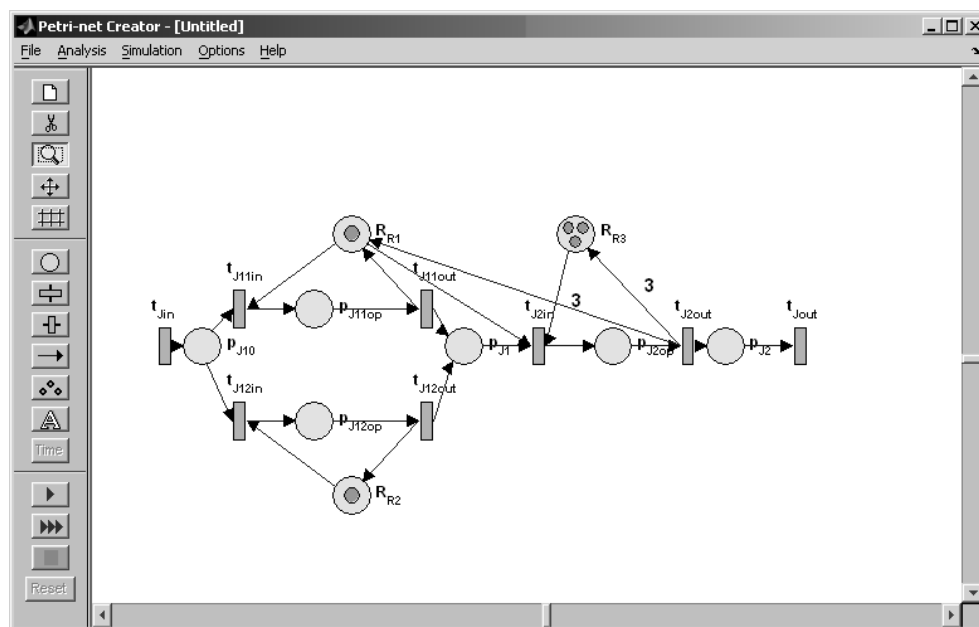 Petri-net Creator - [Untitled]
File Analysis Simulation Options Help
R_R1
R_R3
t_J11in
t_J11out
3
3
t_Jin
p_J11op
t_J2in
t_J2out
t_Jout
p_J10
p_J1
p_J2op
p_J2
t_J12in
t_J12out
p_J12op
R_R2
Time
Reset